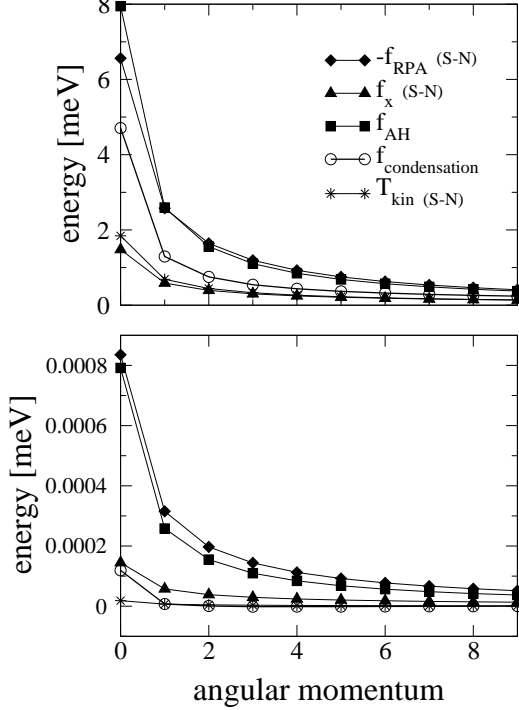 8
6
4
2
0
energy [meV]
-f_RPA (S-N)
f_x (S-N)
f_AH
f_condensation
T_kin (S-N)
0.0008
0.0006
0.0004
0.0002
0
energy [meV]
0 2 4 6 8
angular momentum